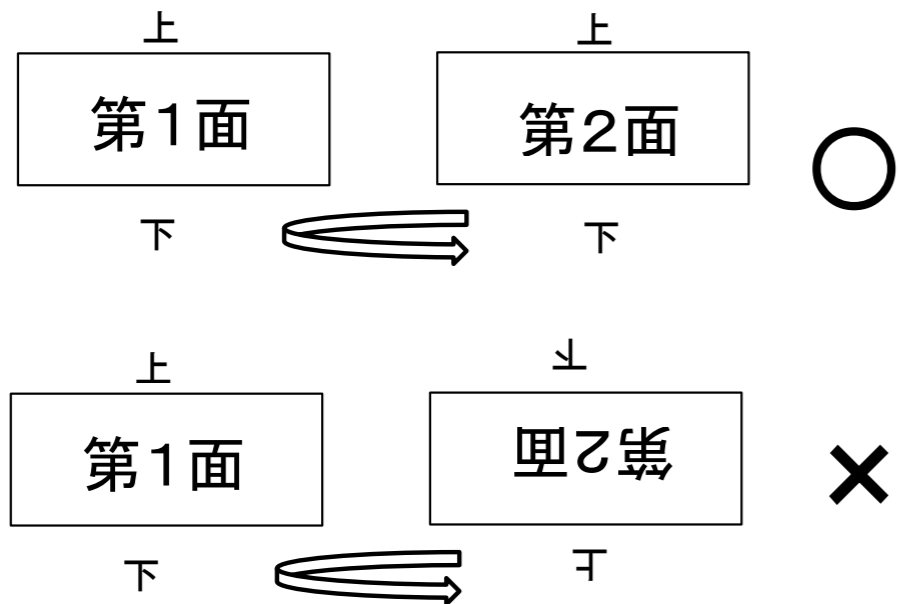 上 上
第1面 第2面 ○
下 下
上 下
第1面 第2面 ×
下 上